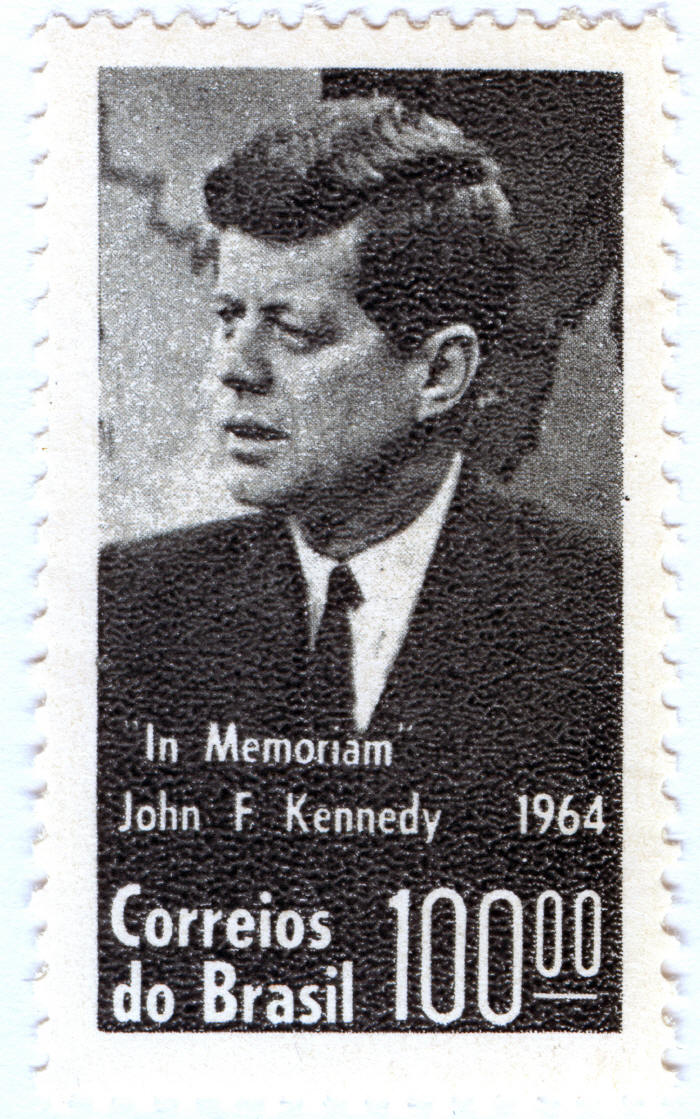 "In Memoriam"
John F. Kennedy 1964
Correios 100 00
do Brasil